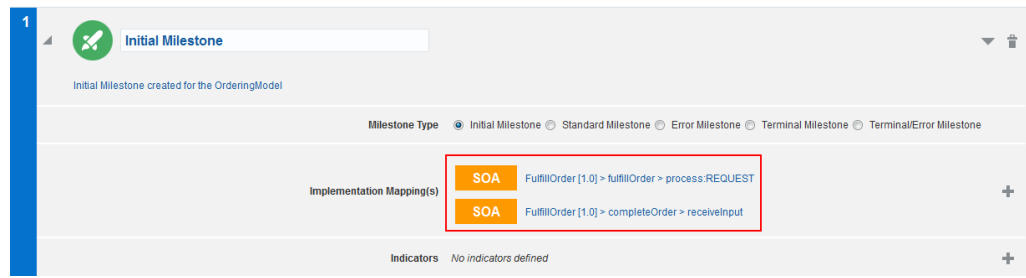 1
Initial Milestone
Initial Milestone created for the OrderingModel
Milestone Type Initial Milestone Standard Milestone Error Milestone Terminal Milestone Terminal/Error Milestone
SOA FulfillOrder [1.0] > fulfillOrder > process:REQUEST
Implementation Mapping(s)
SOA FulfillOrder [1.0] > completeOrder > receiveInput
Indicators No indicators defined